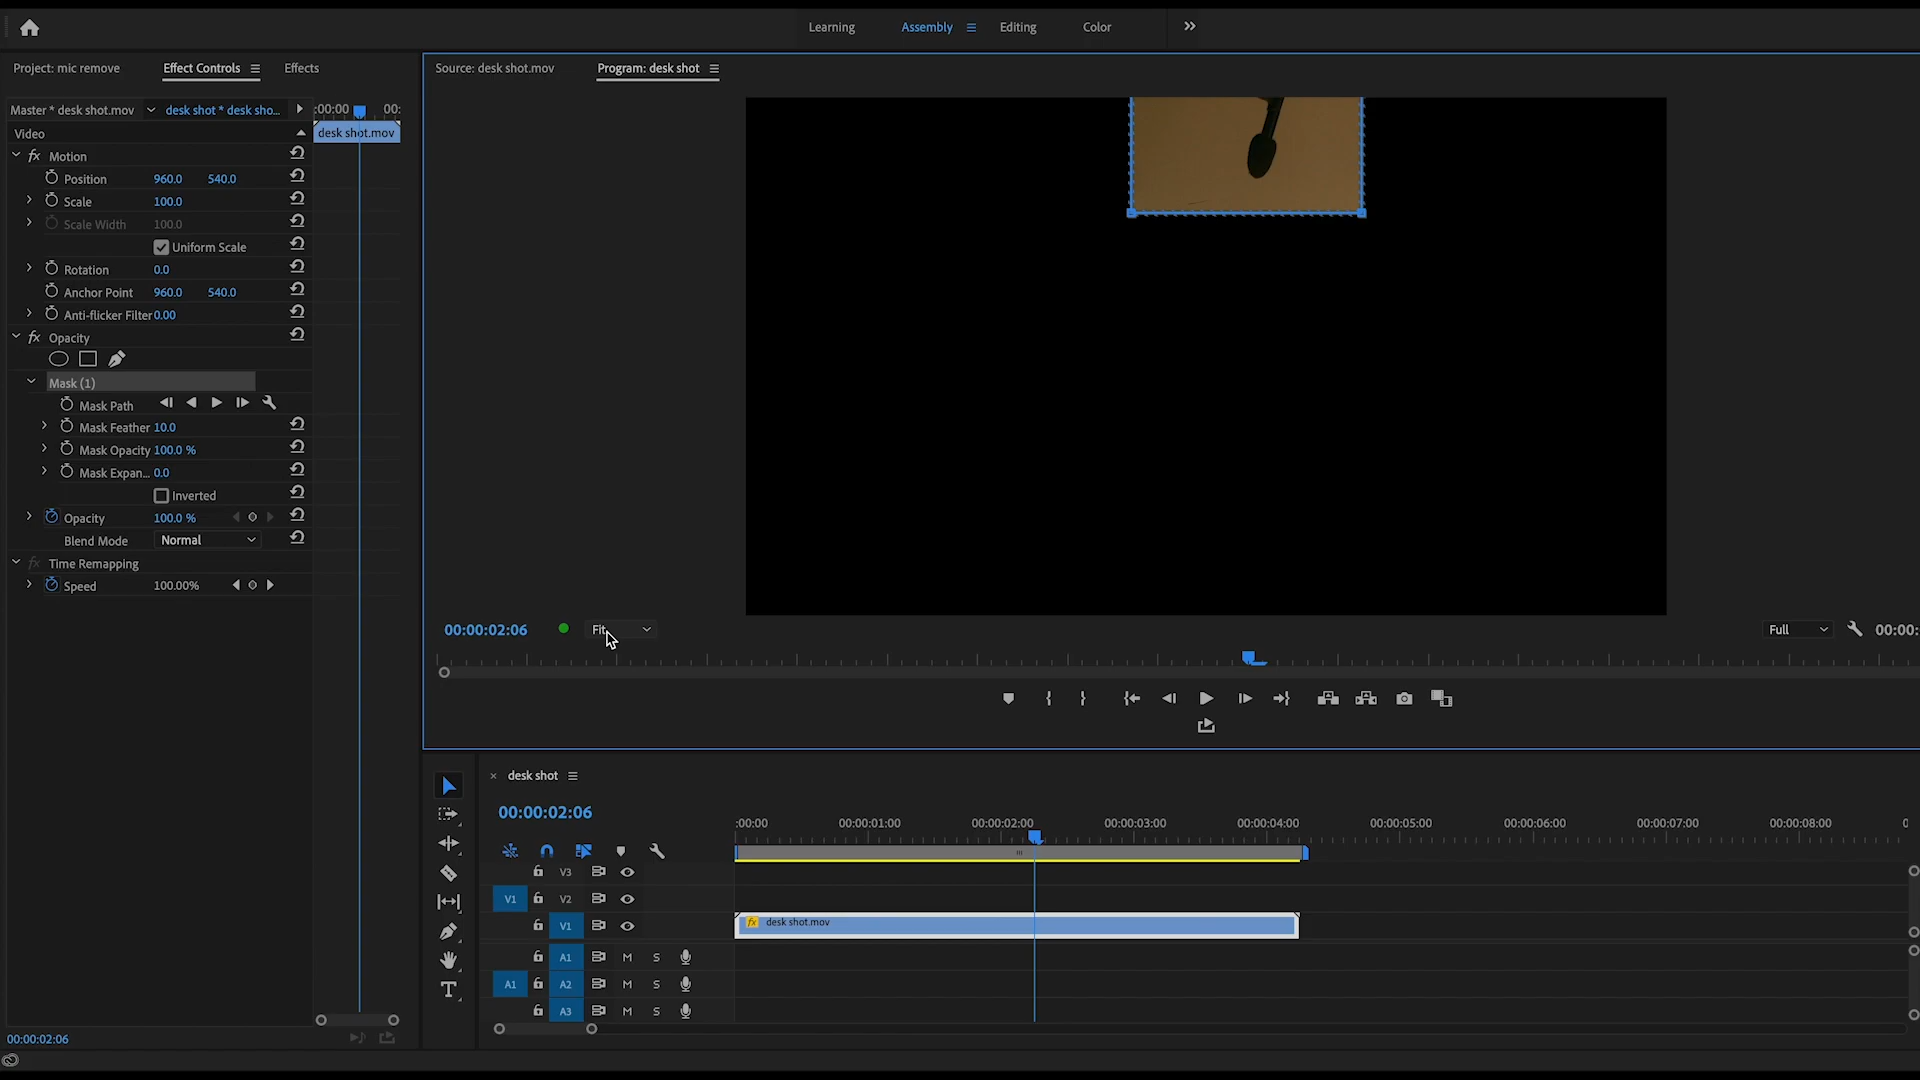 Learning Assembly Editing Color
Project: mic remove Effect Controls Effects
Source: desk shot.mov Program: desk shot
Master * desk shot.mov desk shot * desk sho... :00:00 00:
Video desk shot.mov
fx Motion
Position 960.0 540.0
Scale 100.0
Scale Width 100.0
Uniform Scale
Rotation 0.0
Anchor Point 960.0 540.0
Anti-flicker Filter 0.00
fx Opacity
Mask (1)
Mask Path
Mask Feather 10.0
Mask Opacity 100.0 %
Mask Expan... 0.0
Inverted
Opacity 100.0 %
Blend Mode Normal
fx Time Remapping
Speed 100.00%
00:00:02:06 Fit Full 00:00:
desk shot
00:00:02:06
:00:00 00:00:01:00 00:00:02:00 00:00:03:00 00:00:04:00 00:00:05:00 00:00:06:00 00:00:07:00 00:00:08:00
V3
V1 V2
V1 fx desk shot.mov
A1 M S
A1 A2 M S
A3 M S
00:00:02:06